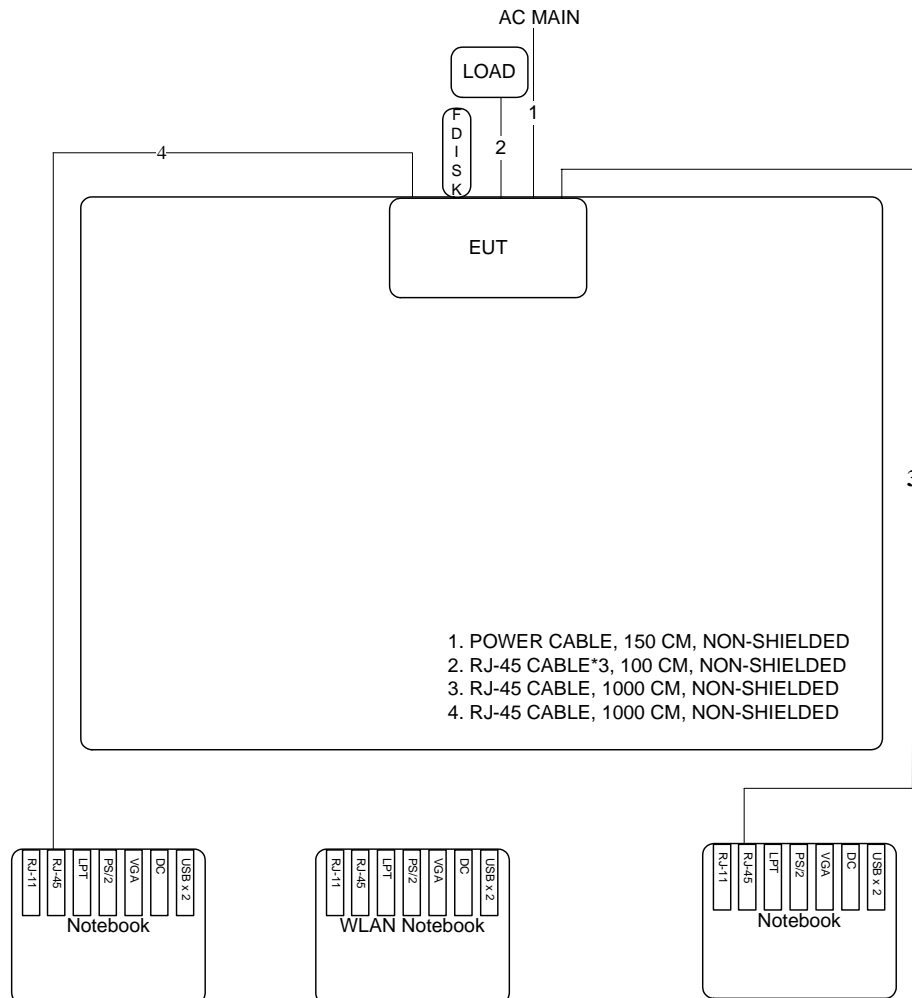 AC MAIN
LOAD
1
FDISK
2
4
EUT
3
1. POWER CABLE, 150 CM, NON-SHIELDED
2. RJ-45 CABLE*3, 100 CM, NON-SHIELDED
3. RJ-45 CABLE, 1000 CM, NON-SHIELDED
4. RJ-45 CABLE, 1000 CM, NON-SHIELDED
RJ-11
RJ-45
LPT
PS/2
VGA
DC
USB x 2
Notebook
RJ-11
RJ-45
LPT
PS/2
VGA
DC
USB x 2
WLAN Notebook
RJ-11
RJ-45
LPT
PS/2
VGA
DC
USB x 2
Notebook